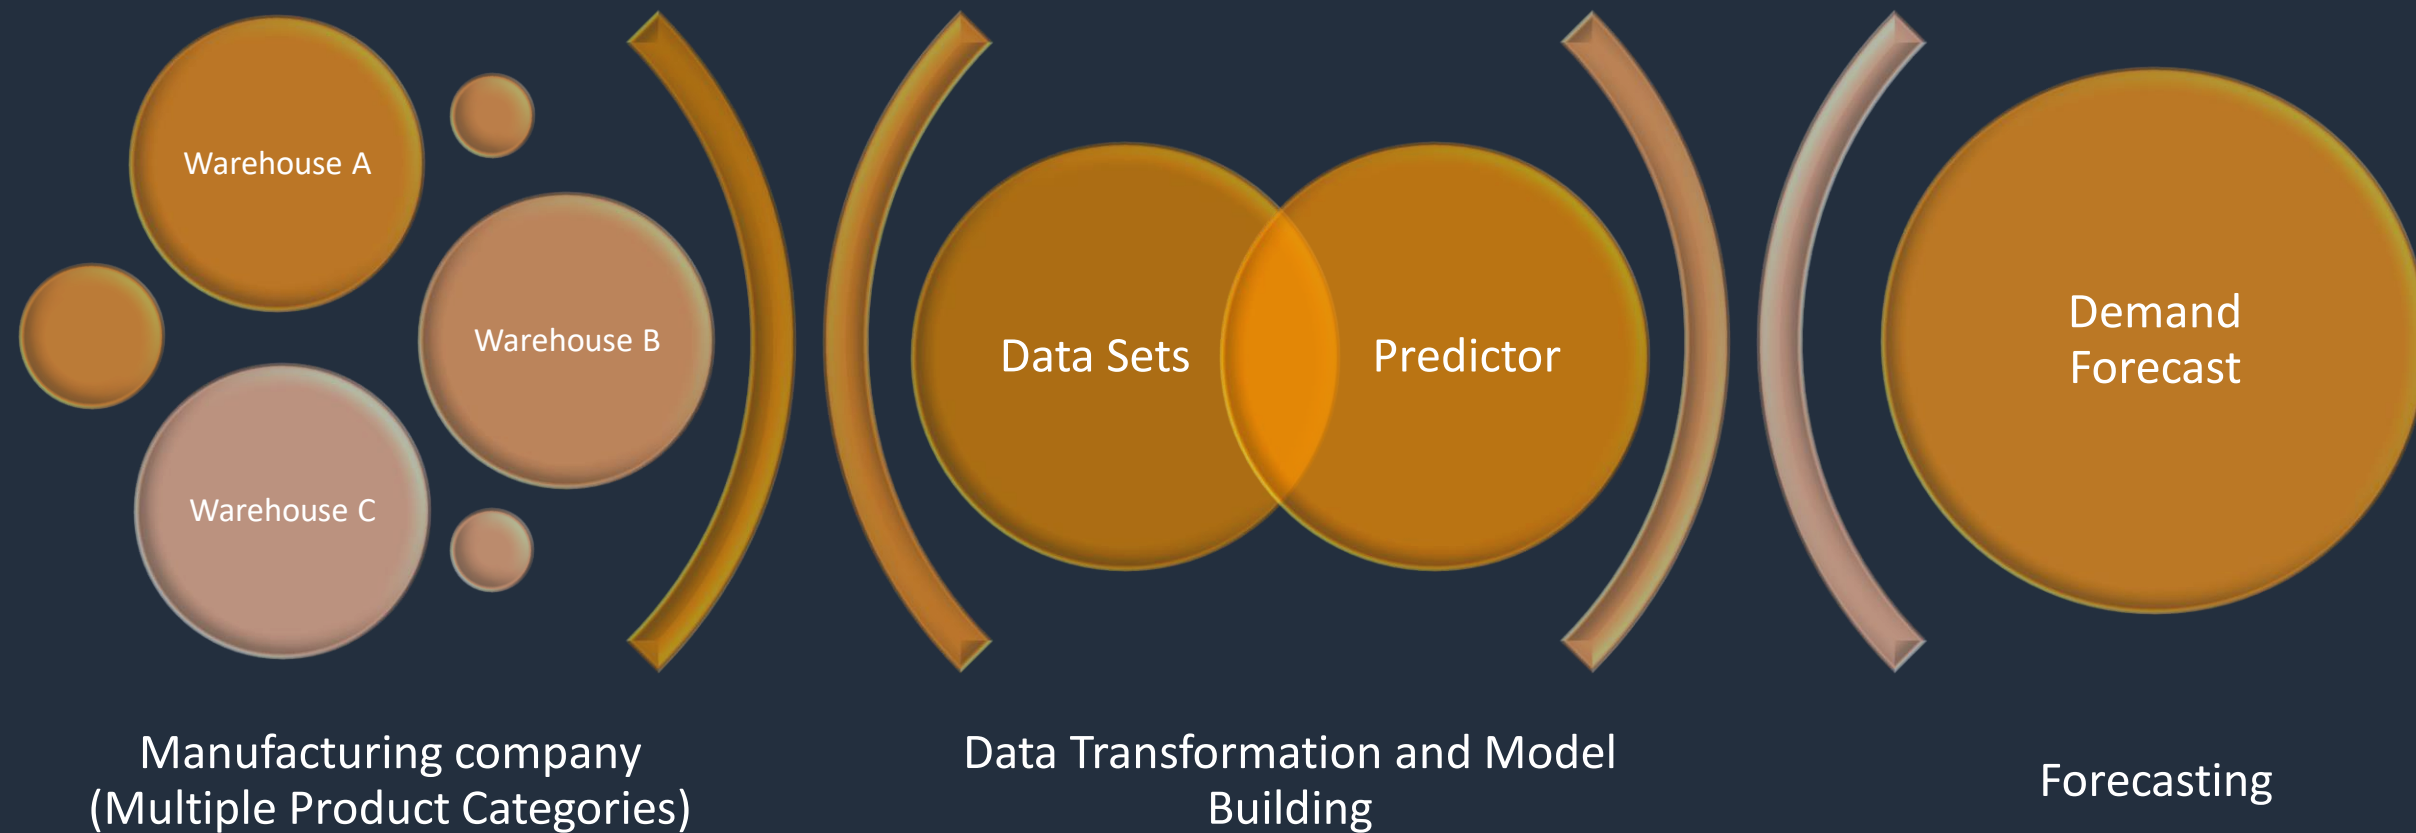 Warehouse A
Warehouse B
Warehouse C
Data Sets
Predictor
Demand
Forecast
Manufacturing company
(Multiple Product Categories)
Data Transformation and Model
Building
Forecasting